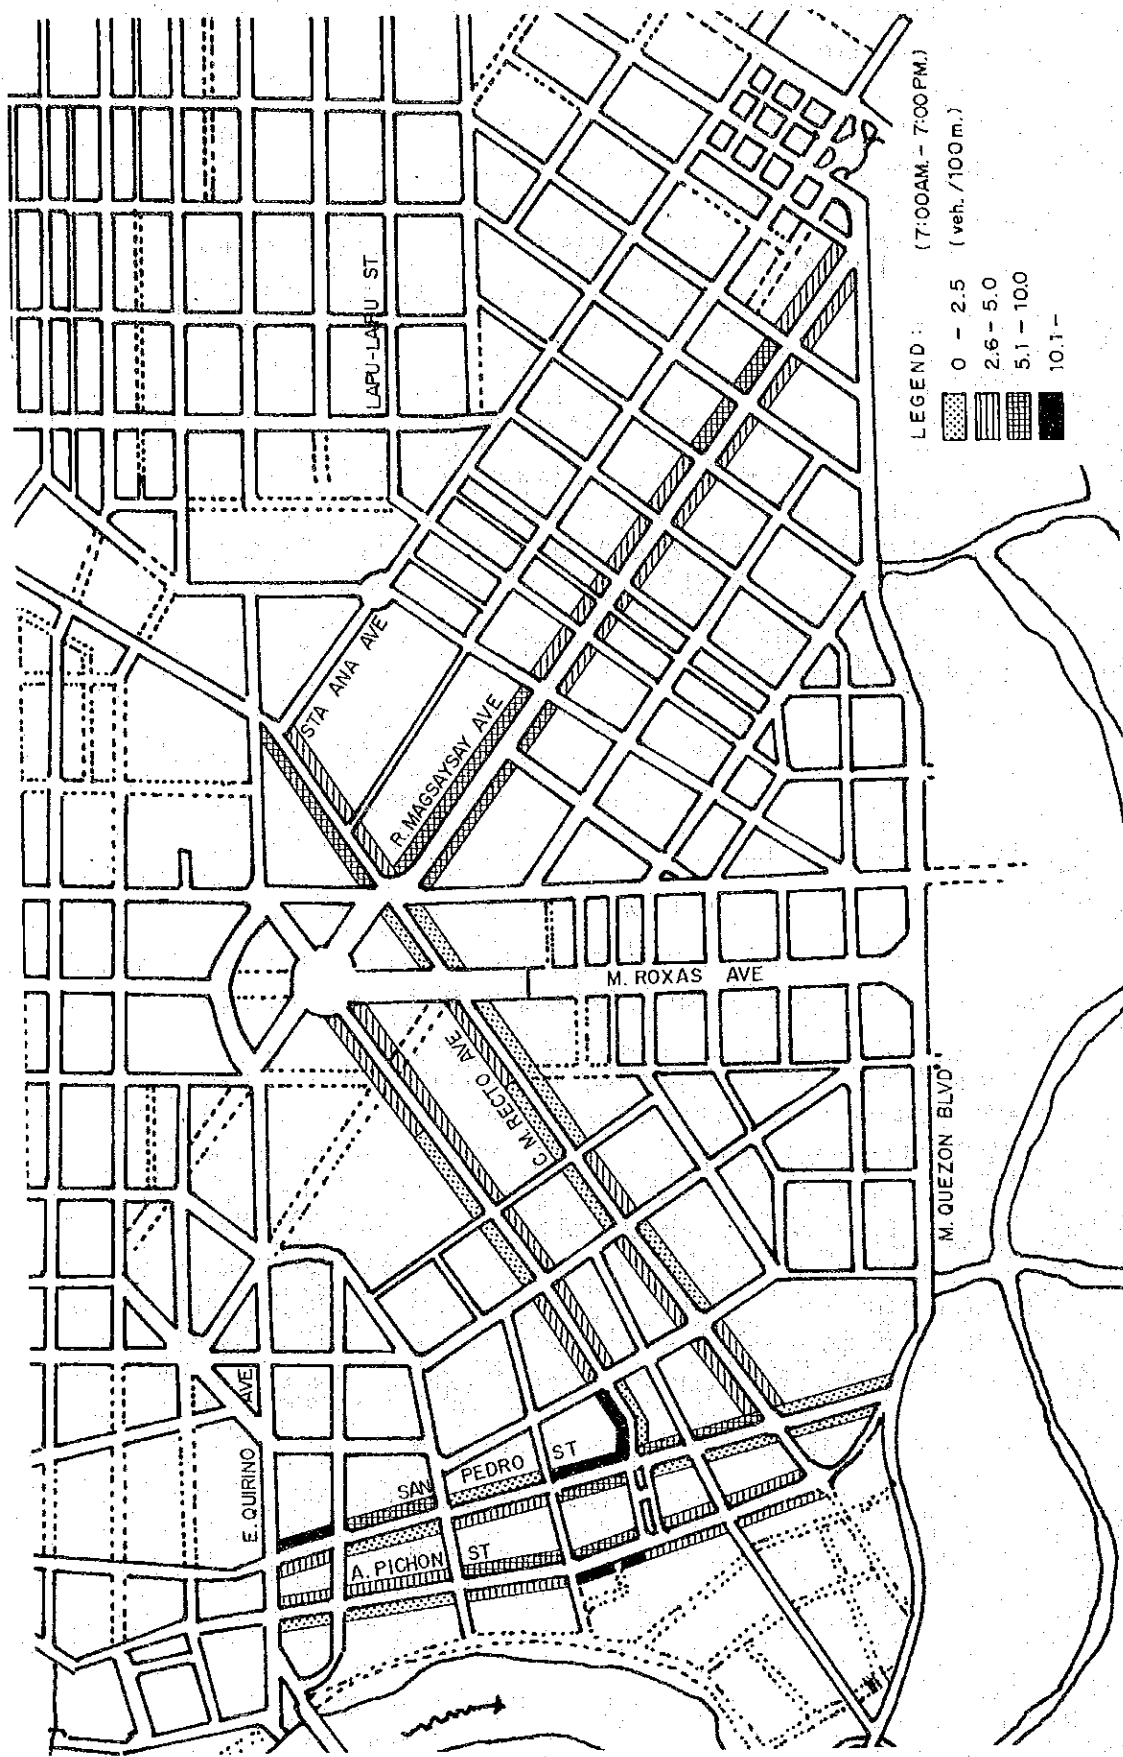 LAPU-LAPU ST
STA ANA AVE
R. MAGSAYSAY AVE
M. ROXAS AVE
C. M. RECTO AVE
M. QUEZON BLVD
E. QUIRINO AVE
SAN PEDRO ST
A. PICHON ST
LEGEND: (7:00AM. - 7:00PM.)
0 - 2.5 (veh./100m.)
2.6 - 5.0
5.1 - 10.0
10.1 -